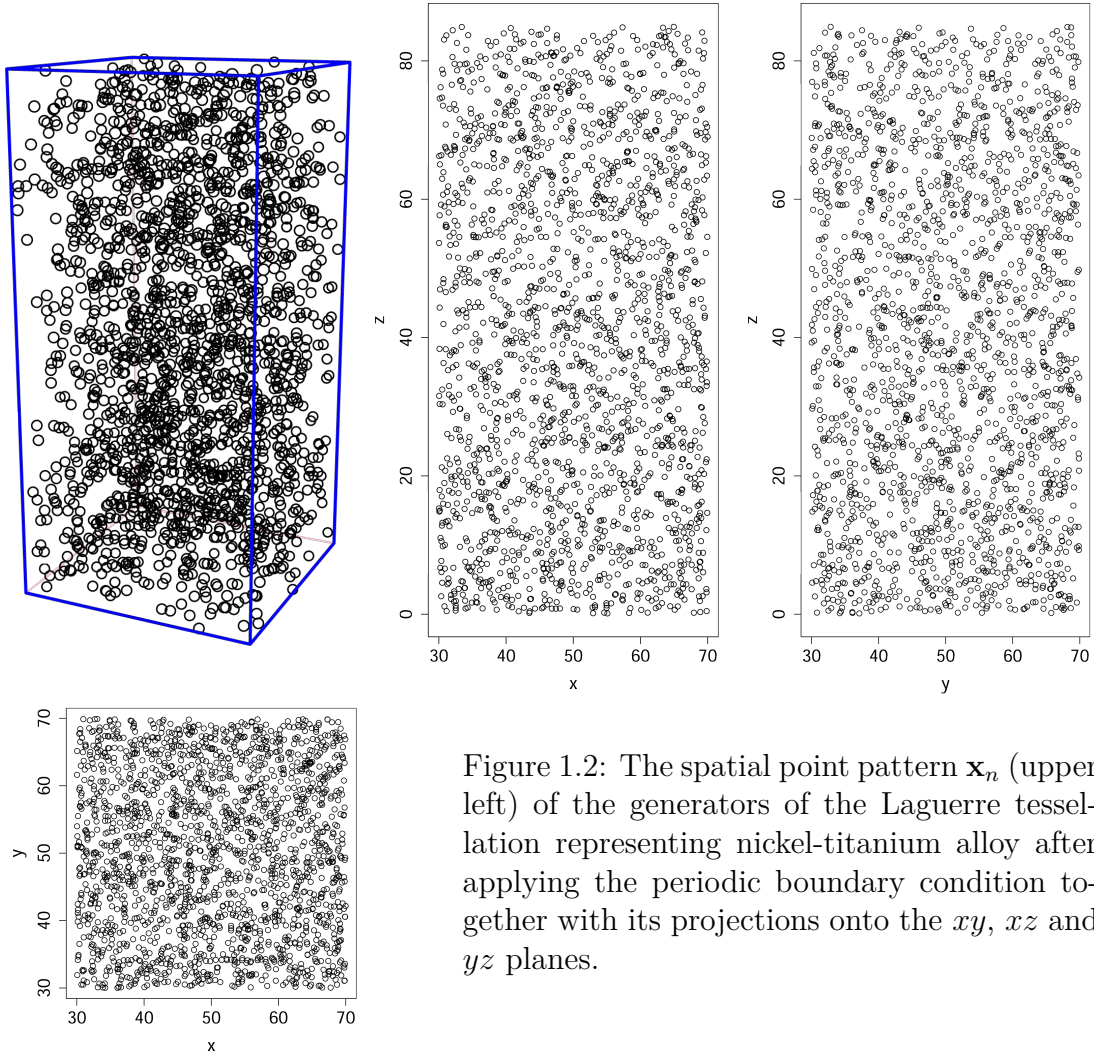 80
60
40
20
0
z
30 40 50 60 70
x
80
60
40
20
0
z
30 40 50 60 70
y
70
60
50
40
30
y
30 40 50 60 70
x
Figure 1.2: The spatial point pattern xₙ (upper
left) of the generators of the Laguerre tessel-
lation representing nickel-titanium alloy after
applying the periodic boundary condition to-
gether with its projections onto the xy, xz and
yz planes.